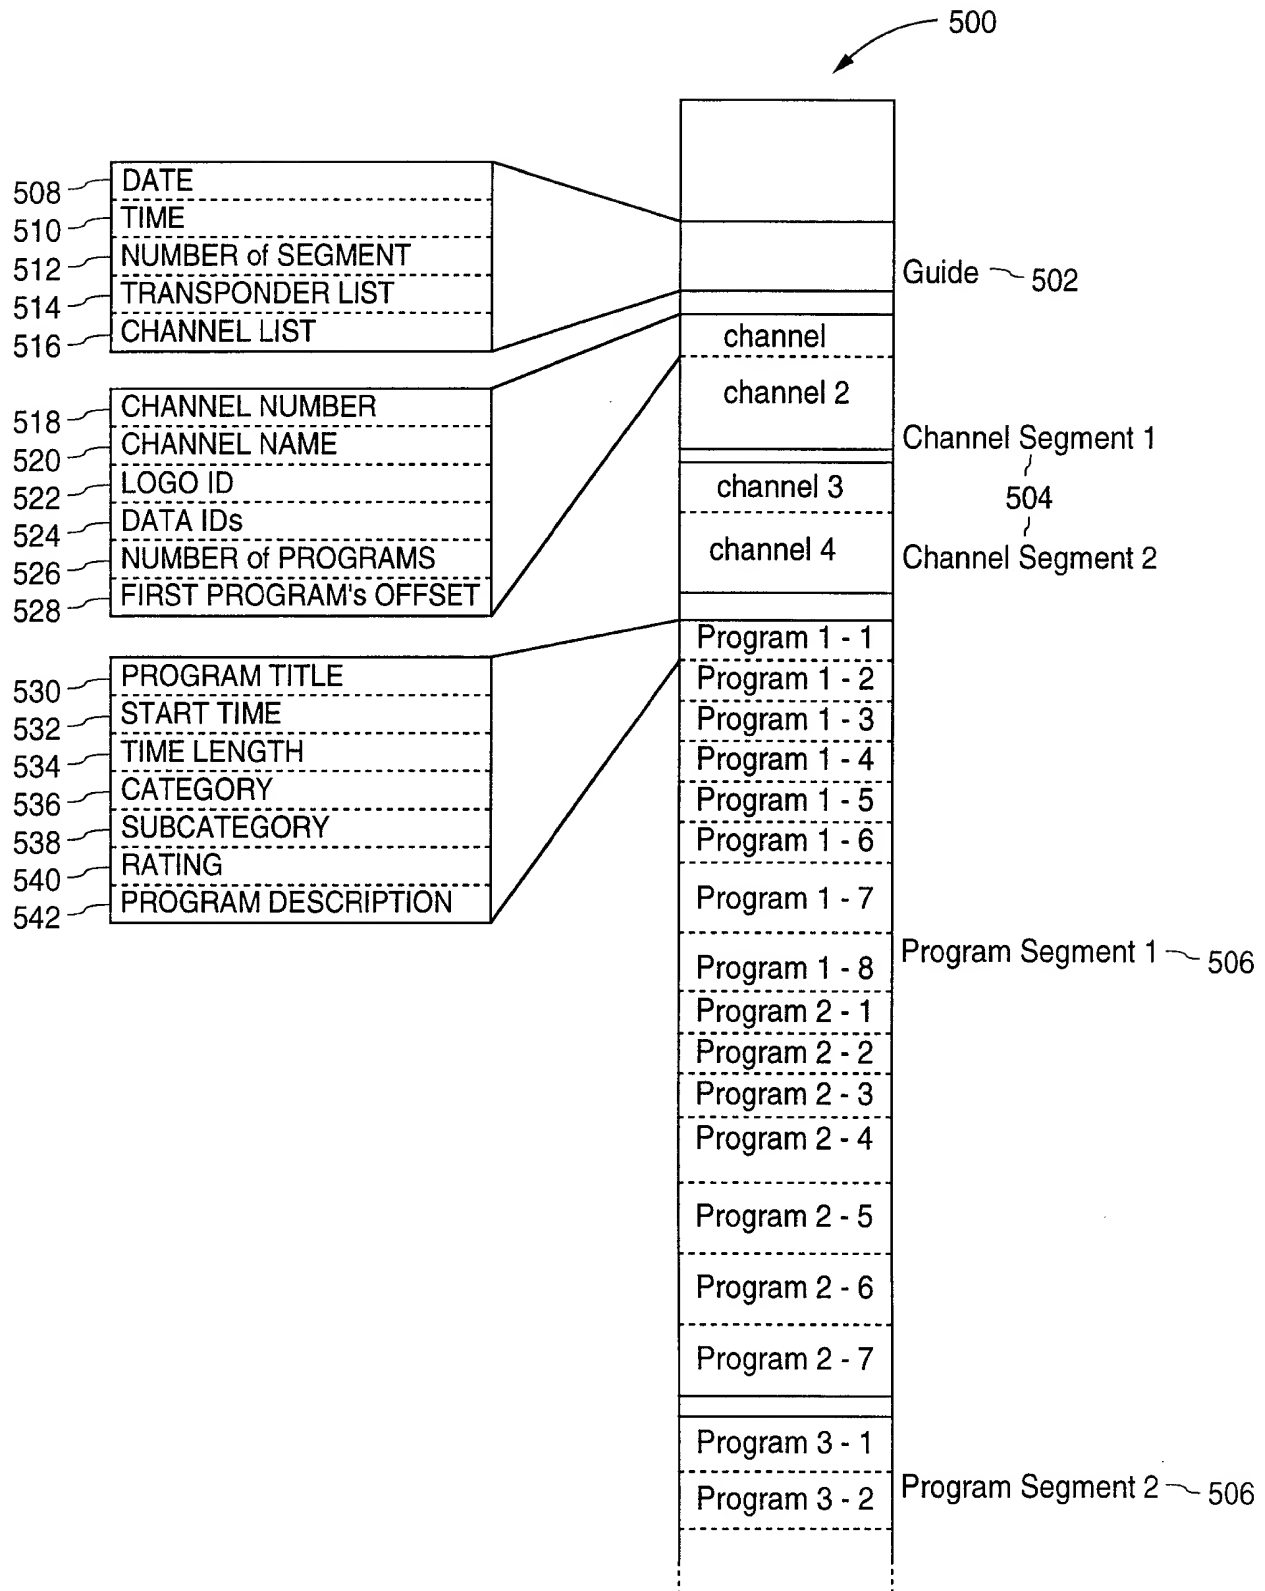 500
508 DATE
510 TIME
512 NUMBER of SEGMENT
514 TRANSPONDER LIST
516 CHANNEL LIST
Guide 502
518 CHANNEL NUMBER
520 CHANNEL NAME
522 LOGO ID
524 DATA IDs
526 NUMBER of PROGRAMS
528 FIRST PROGRAM's OFFSET
channel
channel 2
channel 3
channel 4
Channel Segment 1
504
Channel Segment 2
530 PROGRAM TITLE
532 START TIME
534 TIME LENGTH
536 CATEGORY
538 SUBCATEGORY
540 RATING
542 PROGRAM DESCRIPTION
Program 1 - 1
Program 1 - 2
Program 1 - 3
Program 1 - 4
Program 1 - 5
Program 1 - 6
Program 1 - 7
Program 1 - 8
Program 2 - 1
Program 2 - 2
Program 2 - 3
Program 2 - 4
Program 2 - 5
Program 2 - 6
Program 2 - 7
Program Segment 1 506
Program 3 - 1
Program 3 - 2
Program Segment 2 506